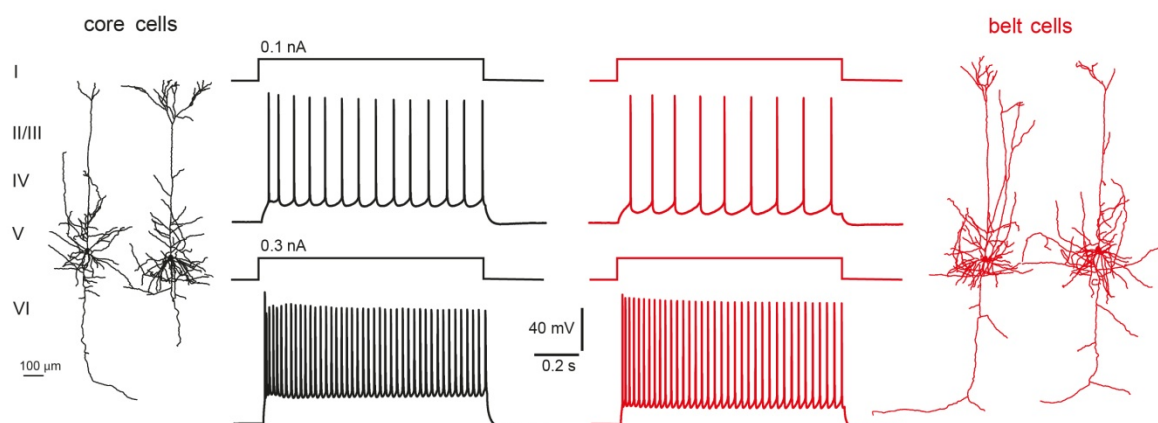 core cells
belt cells
0.1 nA
I
II/III
IV
V
0.3 nA
VI
40 mV
0.2 s
100 µm